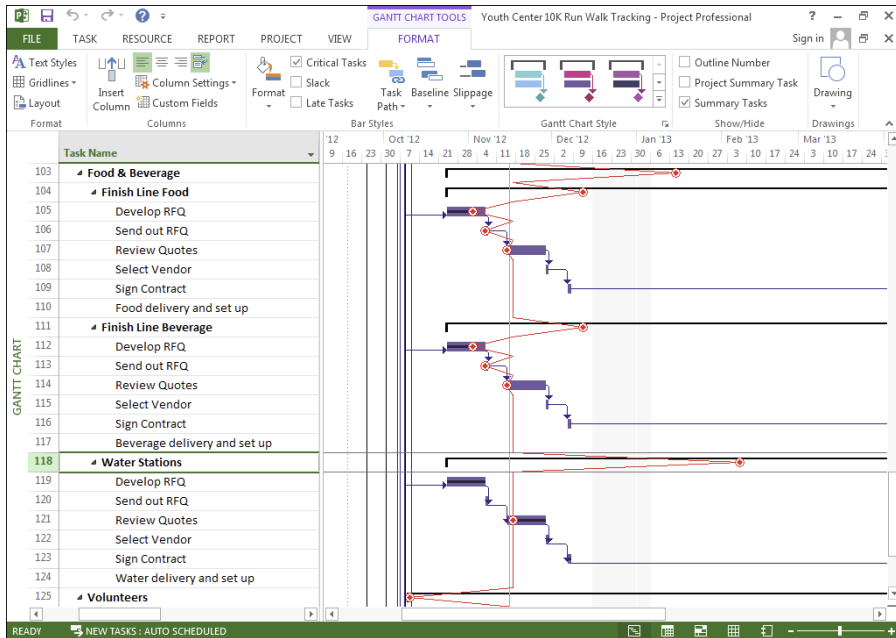 GANTT CHART TOOLS Youth Center 10K Run Walk Tracking - Project Professional
FILE TASK RESOURCE REPORT PROJECT VIEW FORMAT Sign in
Text Styles
Gridlines
Layout
Format
Insert Column
Column Settings
Custom Fields
Columns
Format
Critical Tasks
Slack
Late Tasks
Task Path
Baseline
Slippage
Bar Styles
Gantt Chart Style
Outline Number
Project Summary Task
Summary Tasks
Show/Hide
Drawing
Drawings
'12 Oct '12 Nov '12 Dec '12 Jan '13 Feb '13 Mar '13
Task Name 9 16 23 30 7 14 21 28 4 11 18 25 2 9 16 23 30 6 13 20 27 3 10 17 24 3 10 17 24
103 Food & Beverage
104 Finish Line Food
105 Develop RFQ
106 Send out RFQ
107 Review Quotes
108 Select Vendor
109 Sign Contract
110 Food delivery and set up
111 Finish Line Beverage
112 Develop RFQ
113 Send out RFQ
114 Review Quotes
115 Select Vendor
116 Sign Contract
117 Beverage delivery and set up
118 Water Stations
119 Develop RFQ
120 Send out RFQ
121 Review Quotes
122 Select Vendor
123 Sign Contract
124 Water delivery and set up
125 Volunteers
GANTT CHART
READY NEW TASKS : AUTO SCHEDULED